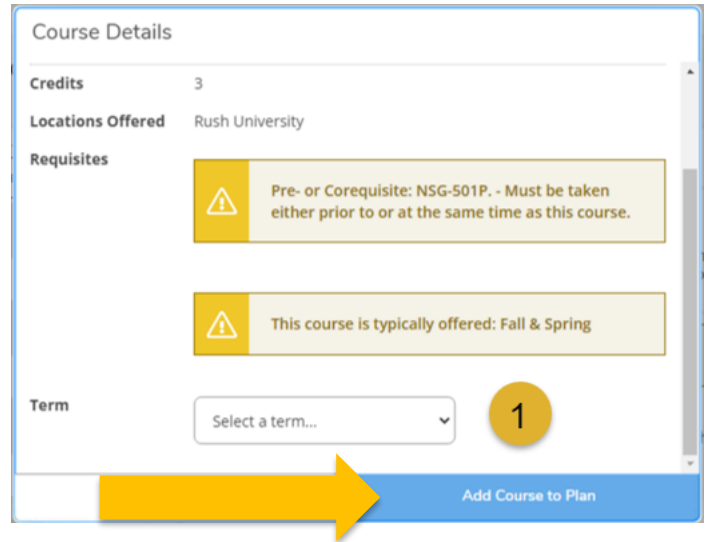 Course Details
Credits 3
Locations Offered Rush University
Requisites
Pre- or Corequisite: NSG-501P. - Must be taken
either prior to or at the same time as this course.
This course is typically offered: Fall & Spring
Term
Select a term...
1
Add Course to Plan